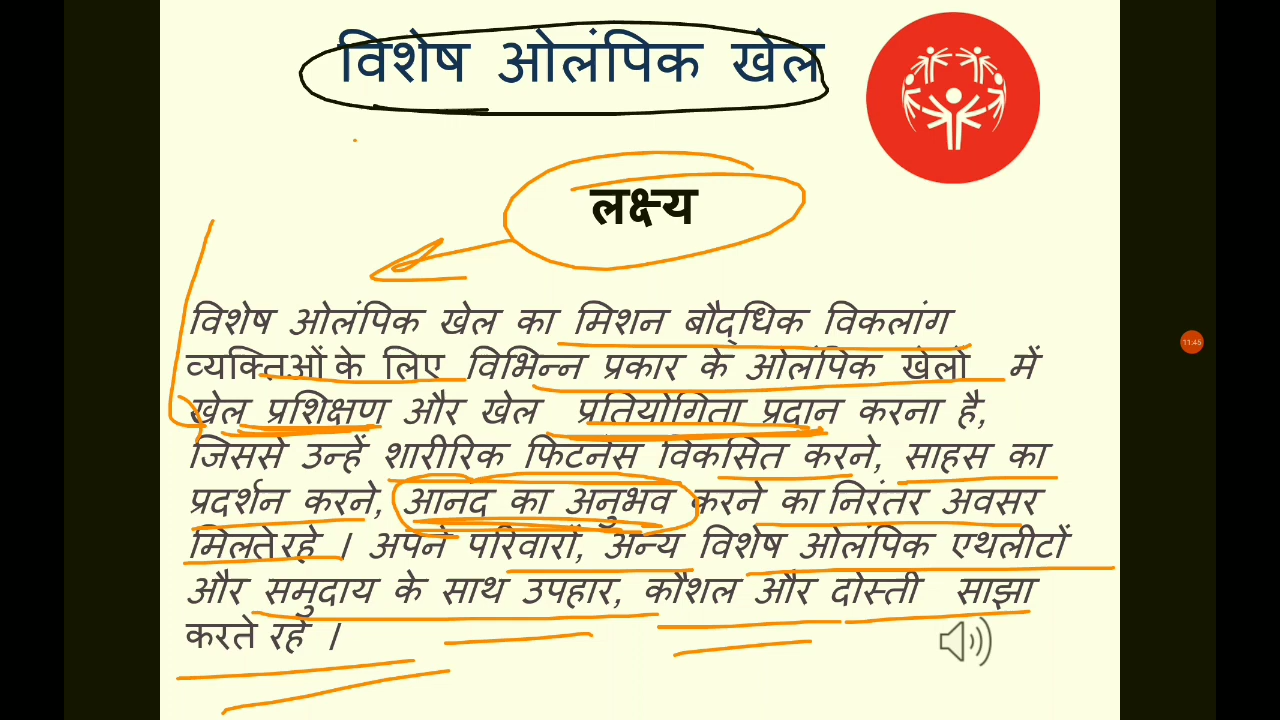 विशेष ओलंपिक खेल
लक्ष्य
विशेष ओलंपिक खेल का मिशन बौद्धिक विकलांग
व्यक्तिओं के लिए विभिन्न प्रकार के ओलंपिक खेलों में
खेल प्रशिक्षण और खेल प्रतियोगिता प्रदान करना है,
जिससे उन्हें शारीरिक फिटनेस विकसित करने, साहस का
प्रदर्शन करने, आनंद का अनुभव करने का निरंतर अवसर
मिलते रहे । अपने परिवारों, अन्य विशेष ओलंपिक एथलीटों
और समुदाय के साथ उपहार, कौशल और दोस्ती साझा
करते रहे ।
11:45